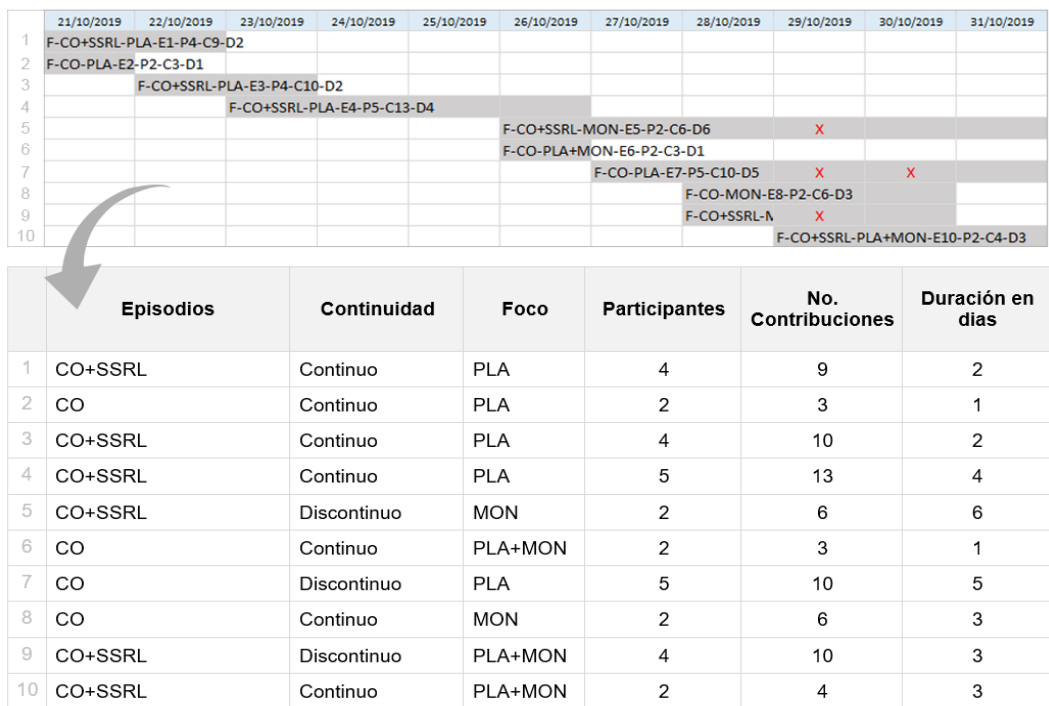 21/10/2019 22/10/2019 23/10/2019 24/10/2019 25/10/2019 26/10/2019 27/10/2019 28/10/2019 29/10/2019 30/10/2019 31/10/2019
1 F-CO+SSRL-PLA-E1-P4-C9-D2
2 F-CO-PLA-E2-P2-C3-D1
3 F-CO+SSRL-PLA-E3-P4-C10-D2
4 F-CO+SSRL-PLA-E4-P5-C13-D4
5 F-CO+SSRL-MON-E5-P2-C6-D6 X
6 F-CO-PLA+MON-E6-P2-C3-D1
7 F-CO-PLA-E7-P5-C10-D5 X X
8 F-CO-MON-E8-P2-C6-D3
9 F-CO+SSRL-M X
10 F-CO+SSRL-PLA+MON-E10-P2-C4-D3
Episodios Continuidad Foco Participantes No. Contribuciones Duración en dias
1 CO+SSRL Continuo PLA 4 9 2
2 CO Continuo PLA 2 3 1
3 CO+SSRL Continuo PLA 4 10 2
4 CO+SSRL Continuo PLA 5 13 4
5 CO+SSRL Discontinuo MON 2 6 6
6 CO Continuo PLA+MON 2 3 1
7 CO Discontinuo PLA 5 10 5
8 CO Continuo MON 2 6 3
9 CO+SSRL Discontinuo PLA+MON 4 10 3
10 CO+SSRL Continuo PLA+MON 2 4 3